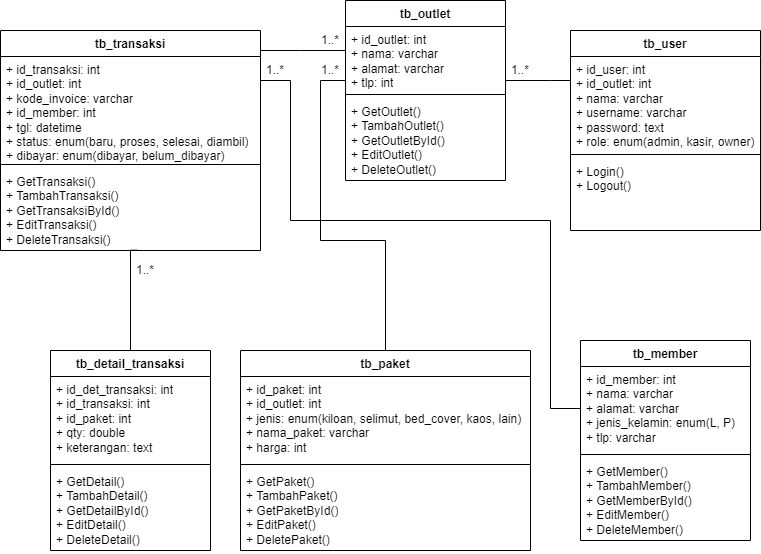 tb_transaksi
+ id_transaksi: int
+ id_outlet: int
+ kode_invoice: varchar
+ id_member: int
+ tgl: datetime
+ status: enum(baru, proses, selesai, diambil)
+ dibayar: enum(dibayar, belum_dibayar)
+ GetTransaksi()
+ TambahTransaksi()
+ GetTransaksiById()
+ EditTransaksi()
+ DeleteTransaksi()
1..*
1..*
1..*
1..*
tb_outlet
+ id_outlet: int
+ nama: varchar
+ alamat: varchar
+ tlp: int
+ GetOutlet()
+ TambahOutlet()
+ GetOutletById()
+ EditOutlet()
+ DeleteOutlet()
1..*
tb_user
+ id_user: int
+ id_outlet: int
+ nama: varchar
+ username: varchar
+ password: text
+ role: enum(admin, kasir, owner)
+ Login()
+ Logout()
tb_detail_transaksi
+ id_det_transaksi: int
+ id_transaksi: int
+ id_paket: int
+ qty: double
+ keterangan: text
+ GetDetail()
+ TambahDetail()
+ GetDetailById()
+ EditDetail()
+ DeleteDetail()
tb_paket
+ id_paket: int
+ id_outlet: int
+ jenis: enum(kiloan, selimut, bed_cover, kaos, lain)
+ nama_paket: varchar
+ harga: int
+ GetPaket()
+ TambahPaket()
+ GetPaketById()
+ EditPaket()
+ DeletePaket()
tb_member
+ id_member: int
+ nama: varchar
+ alamat: varchar
+ jenis_kelamin: enum(L, P)
+ tlp: varchar
+ GetMember()
+ TambahMember()
+ GetMemberById()
+ EditMember()
+ DeleteMember()